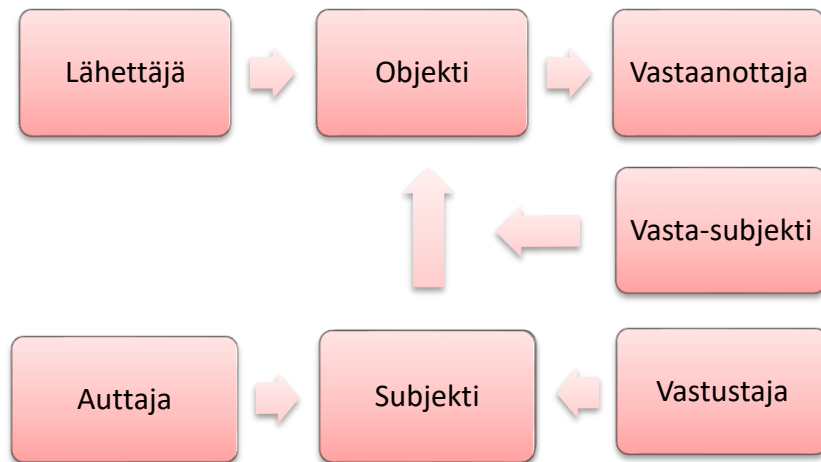 Lähettäjä
Objekti
Vastaanottaja
Vasta-subjekti
Auttaja
Subjekti
Vastustaja